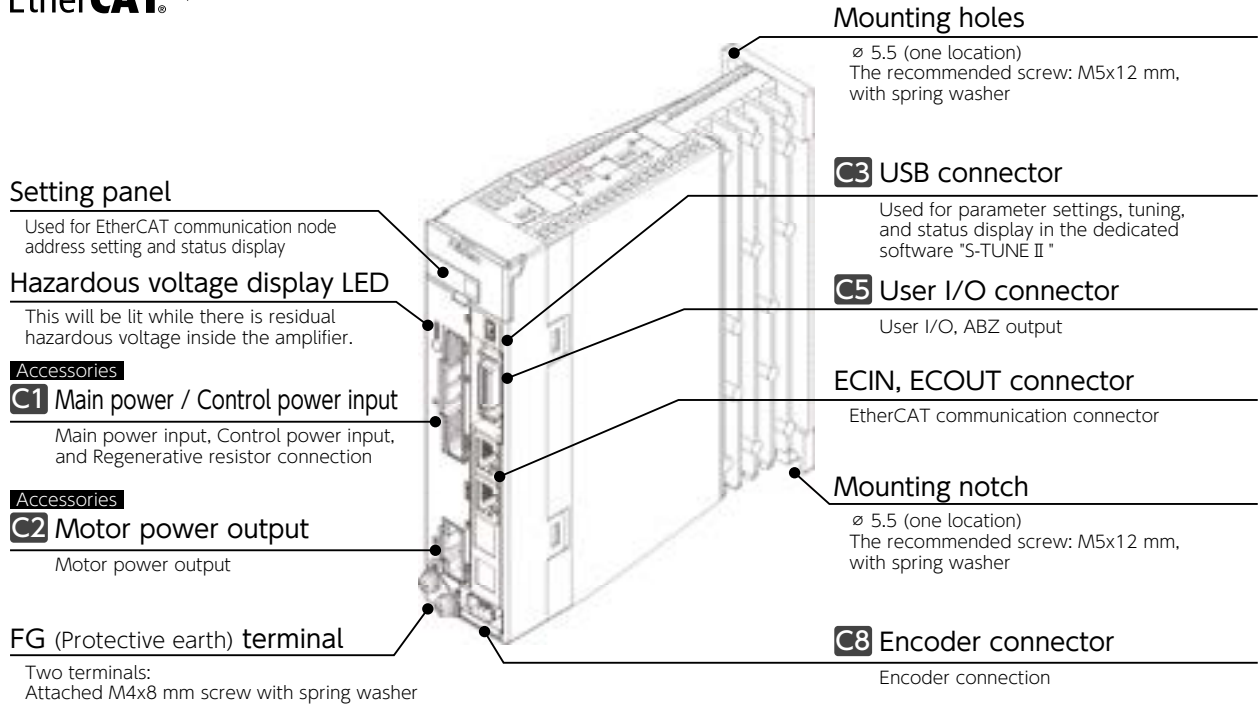 EtherCAT®
Setting panel
Used for EtherCAT communication node
address setting and status display
Hazardous voltage display LED
This will be lit while there is residual
hazardous voltage inside the amplifier.
Accessories
C1 Main power / Control power input
Main power input, Control power input,
and Regenerative resistor connection
Accessories
C2 Motor power output
Motor power output
FG (Protective earth) terminal
Two terminals:
Attached M4x8 mm screw with spring washer
Mounting holes
⌀ 5.5 (one location)
The recommended screw: M5x12 mm,
with spring washer
C3 USB connector
Used for parameter settings, tuning,
and status display in the dedicated
software "S-TUNE Ⅱ "
C5 User I/O connector
User I/O, ABZ output
ECIN, ECOUT connector
EtherCAT communication connector
Mounting notch
⌀ 5.5 (one location)
The recommended screw: M5x12 mm,
with spring washer
C8 Encoder connector
Encoder connection